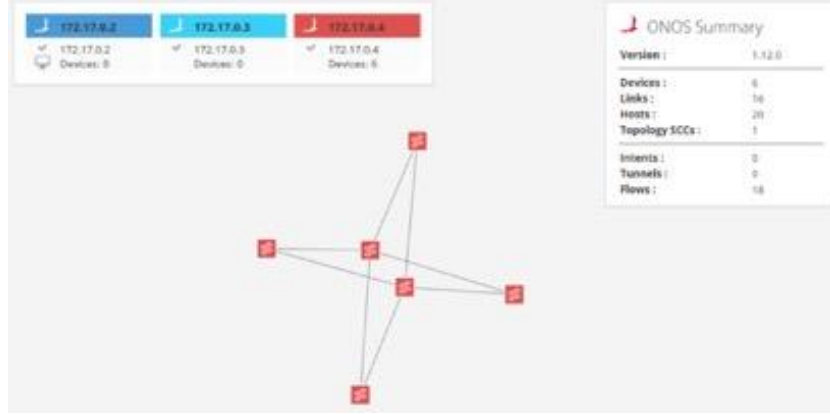 172.17.0.2
172.17.0.2
Devices: 0
172.17.0.3
172.17.0.3
Devices: 0
172.17.0.4
172.17.0.4
Devices: 6
ONOS Summary
Version : 1.12.0
Devices : 6
Links : 16
Hosts : 20
Topology SCCs : 1
Intents : 0
Tunnels : 0
Flows : 18